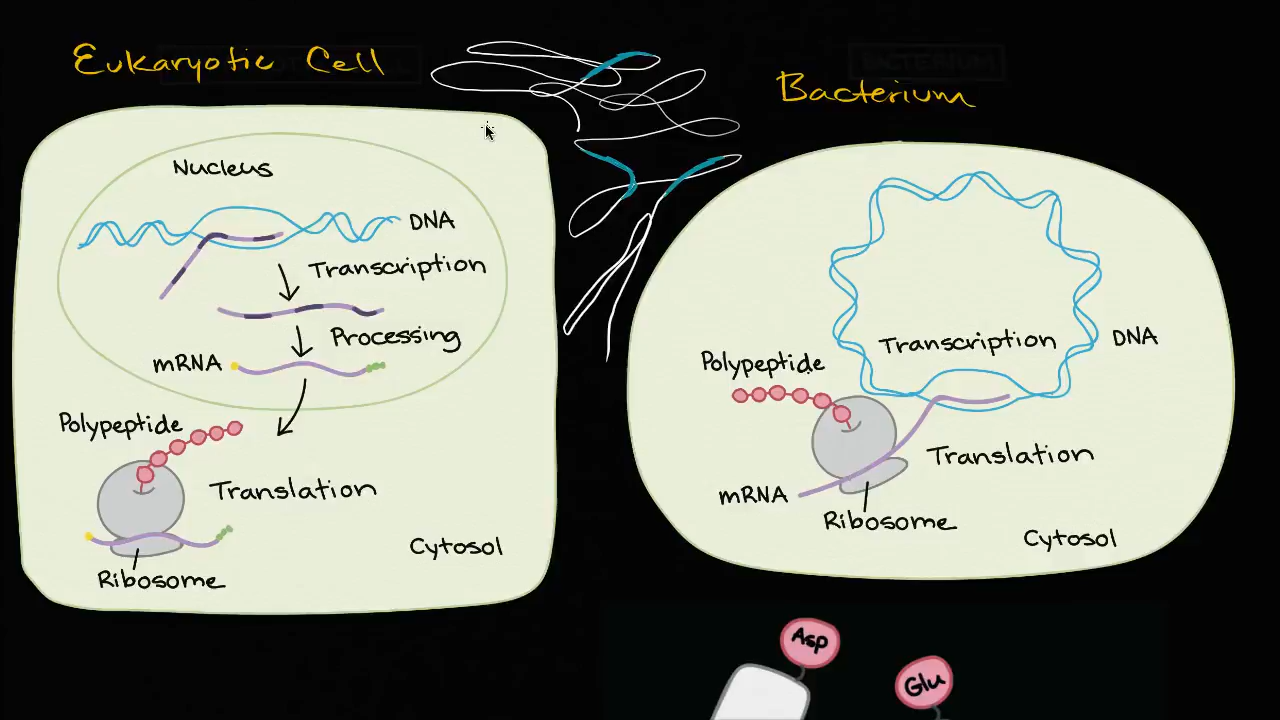 Eukaryotic Cell
Nucleus
DNA
Transcription
Processing
mRNA
Polypeptide
Translation
Cytosol
Ribosome
Bacterium
Transcription
DNA
Polypeptide
Translation
mRNA
Ribosome
Cytosol
Asp
Glu